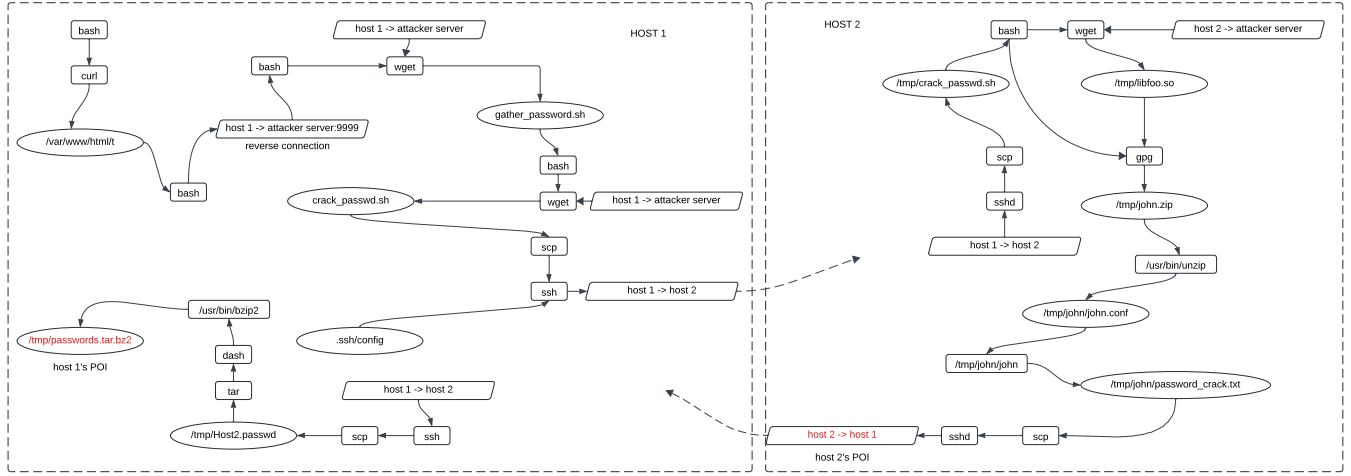 HOST 1
bash
curl
/var/www/html/t
bash
host 1 -> attacker server:9999
reverse connection
bash
host 1 -> attacker server
wget
gather_password.sh
bash
wget
host 1 -> attacker server
crack_passwd.sh
scp
ssh
host 1 -> host 2
.ssh/config
host 1 -> host 2
ssh
scp
/tmp/Host2.passwd
tar
dash
/usr/bin/bzip2
/tmp/passwords.tar.bz2
host 1's POI
HOST 2
host 1 -> host 2
sshd
scp
/tmp/crack_passwd.sh
bash
wget
host 2 -> attacker server
/tmp/libfoo.so
gpg
/tmp/john.zip
/usr/bin/unzip
/tmp/john/john.conf
/tmp/john/john
/tmp/john/password_crack.txt
scp
sshd
host 2 -> host 1
host 2's POI